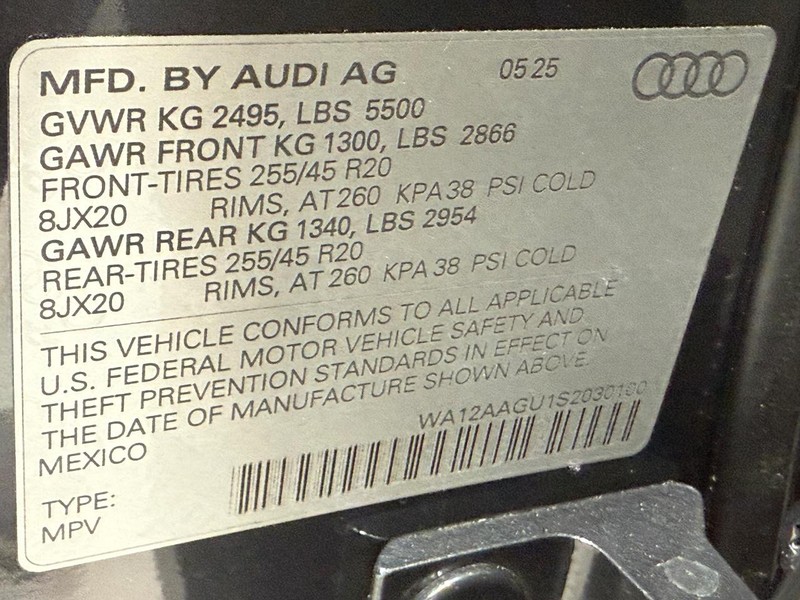 MFD. BY AUDI AG 05 25
GVWR KG 2495, LBS 5500
GAWR FRONT KG 1300, LBS 2866
FRONT-TIRES 255/45 R20
8JX20 RIMS, AT 260 KPA 38 PSI COLD
GAWR REAR KG 1340, LBS 2954
REAR-TIRES 255/45 R20
8JX20 RIMS, AT 260 KPA 38 PSI COLD
THIS VEHICLE CONFORMS TO ALL APPLICABLE
U.S. FEDERAL MOTOR VEHICLE SAFETY AND
THEFT PREVENTION STANDARDS IN EFFECT ON
THE DATE OF MANUFACTURE SHOWN ABOVE.
WA12AAGU1S2030100
MEXICO
TYPE:
MPV